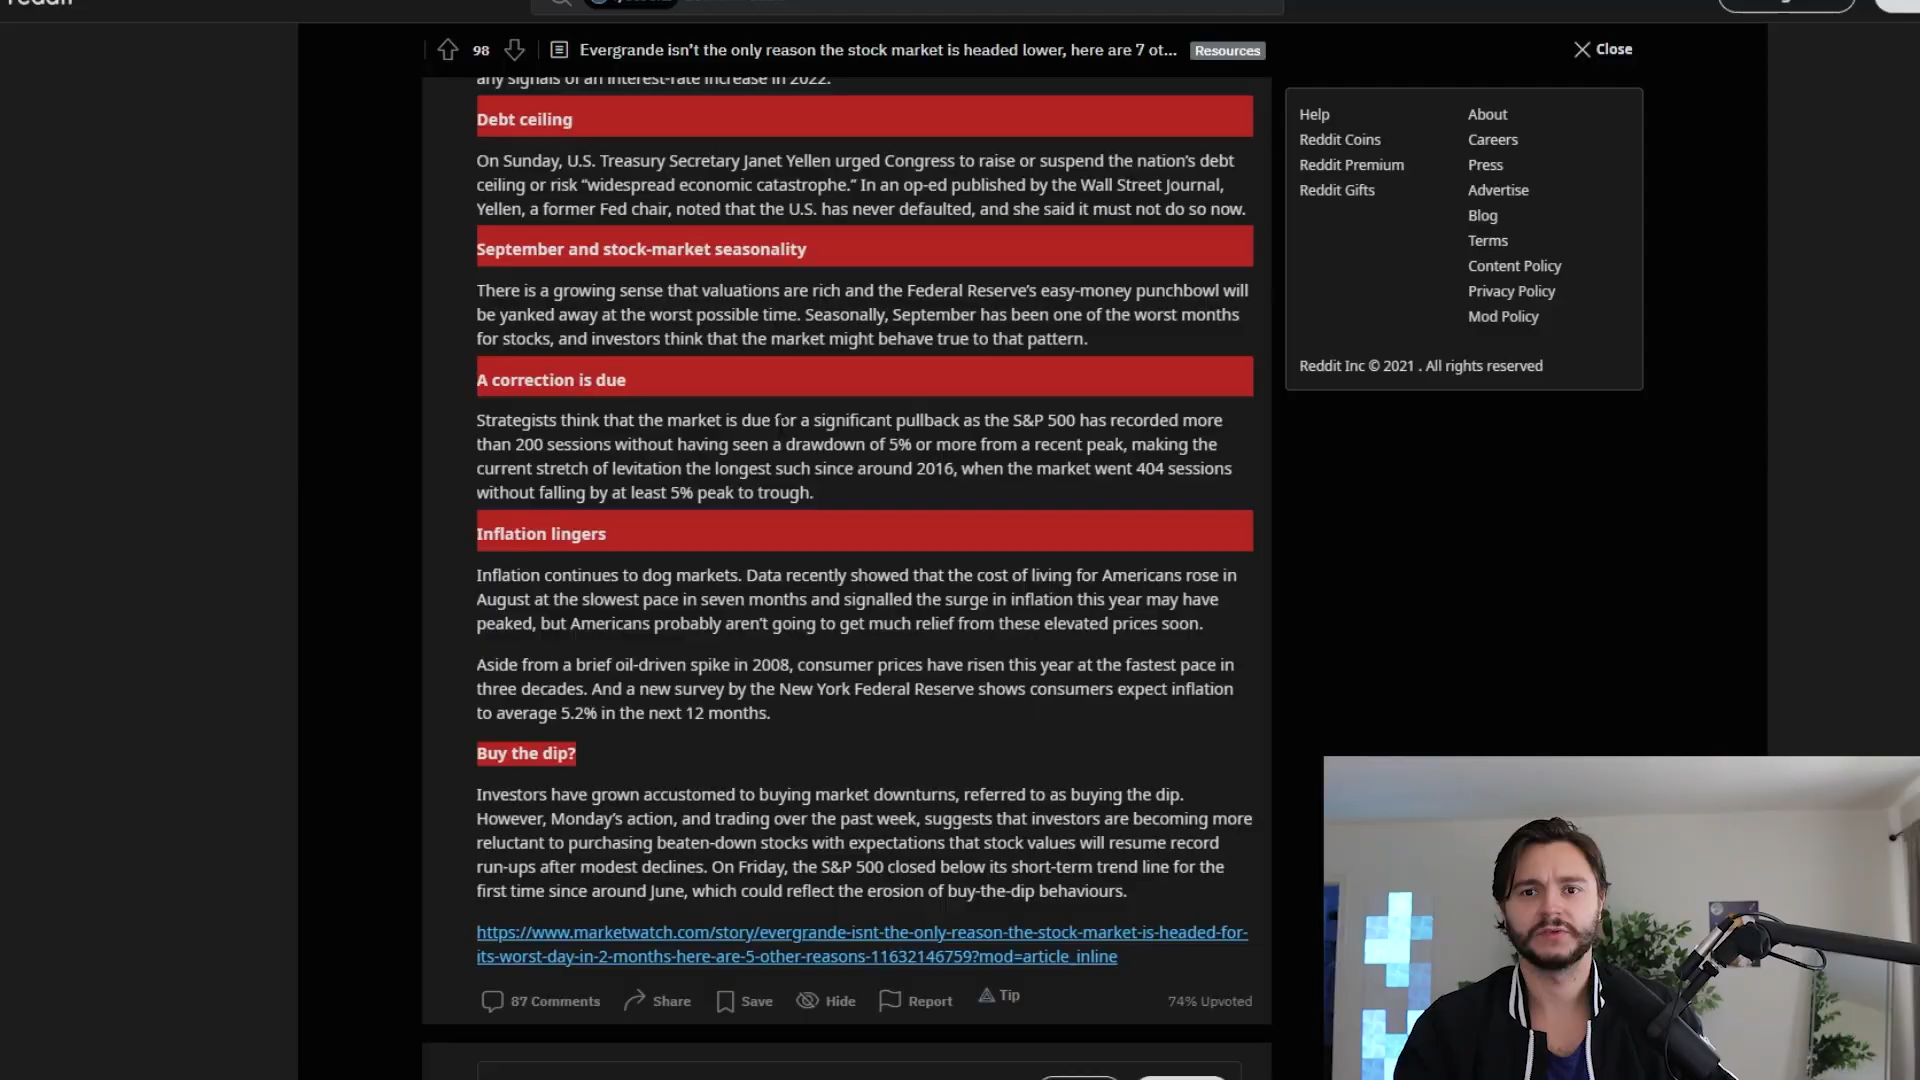 reddit
98
Evergrande isn’t the only reason the stock market is headed lower, here are 7 ot...
Resources
Close
any signals of an interest-rate increase in 2022.
Debt ceiling
On Sunday, U.S. Treasury Secretary Janet Yellen urged Congress to raise or suspend the nation’s debt
ceiling or risk “widespread economic catastrophe.” In an op-ed published by the Wall Street Journal,
Yellen, a former Fed chair, noted that the U.S. has never defaulted, and she said it must not do so now.
September and stock-market seasonality
There is a growing sense that valuations are rich and the Federal Reserve’s easy-money punchbowl will
be yanked away at the worst possible time. Seasonally, September has been one of the worst months
for stocks, and investors think that the market might behave true to that pattern.
A correction is due
Strategists think that the market is due for a significant pullback as the S&P 500 has recorded more
than 200 sessions without having seen a drawdown of 5% or more from a recent peak, making the
current stretch of levitation the longest such since around 2016, when the market went 404 sessions
without falling by at least 5% peak to trough.
Inflation lingers
Inflation continues to dog markets. Data recently showed that the cost of living for Americans rose in
August at the slowest pace in seven months and signalled the surge in inflation this year may have
peaked, but Americans probably aren’t going to get much relief from these elevated prices soon.
Aside from a brief oil-driven spike in 2008, consumer prices have risen this year at the fastest pace in
three decades. And a new survey by the New York Federal Reserve shows consumers expect inflation
to average 5.2% in the next 12 months.
Buy the dip?
Investors have grown accustomed to buying market downturns, referred to as buying the dip.
However, Monday’s action, and trading over the past week, suggests that investors are becoming more
reluctant to purchasing beaten-down stocks with expectations that stock values will resume record
run-ups after modest declines. On Friday, the S&P 500 closed below its short-term trend line for the
first time since around June, which could reflect the erosion of buy-the-dip behaviours.
https://www.marketwatch.com/story/evergrande-isnt-the-only-reason-the-stock-market-is-headed-for-
its-worst-day-in-2-months-here-are-5-other-reasons-11632146759?mod=article_inline
87 Comments
Share
Save
Hide
Report
Tip
74% Upvoted
Help
Reddit Coins
Reddit Premium
Reddit Gifts
About
Careers
Press
Advertise
Blog
Terms
Content Policy
Privacy Policy
Mod Policy
Reddit Inc © 2021 . All rights reserved